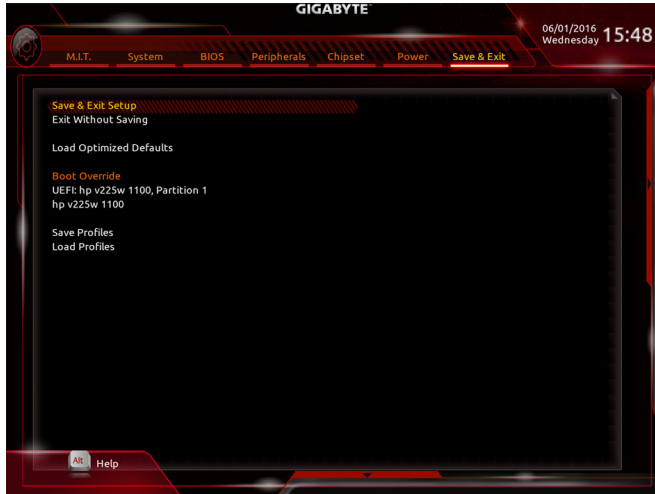 GIGABYTE™
06/01/2016
Wednesday
15:48
M.I.T. System BIOS Peripherals Chipset Power Save & Exit
Save & Exit Setup
Exit Without Saving
Load Optimized Defaults
Boot Override
UEFI: hp v225w 1100, Partition 1
hp v225w 1100
Save Profiles
Load Profiles
Alt Help